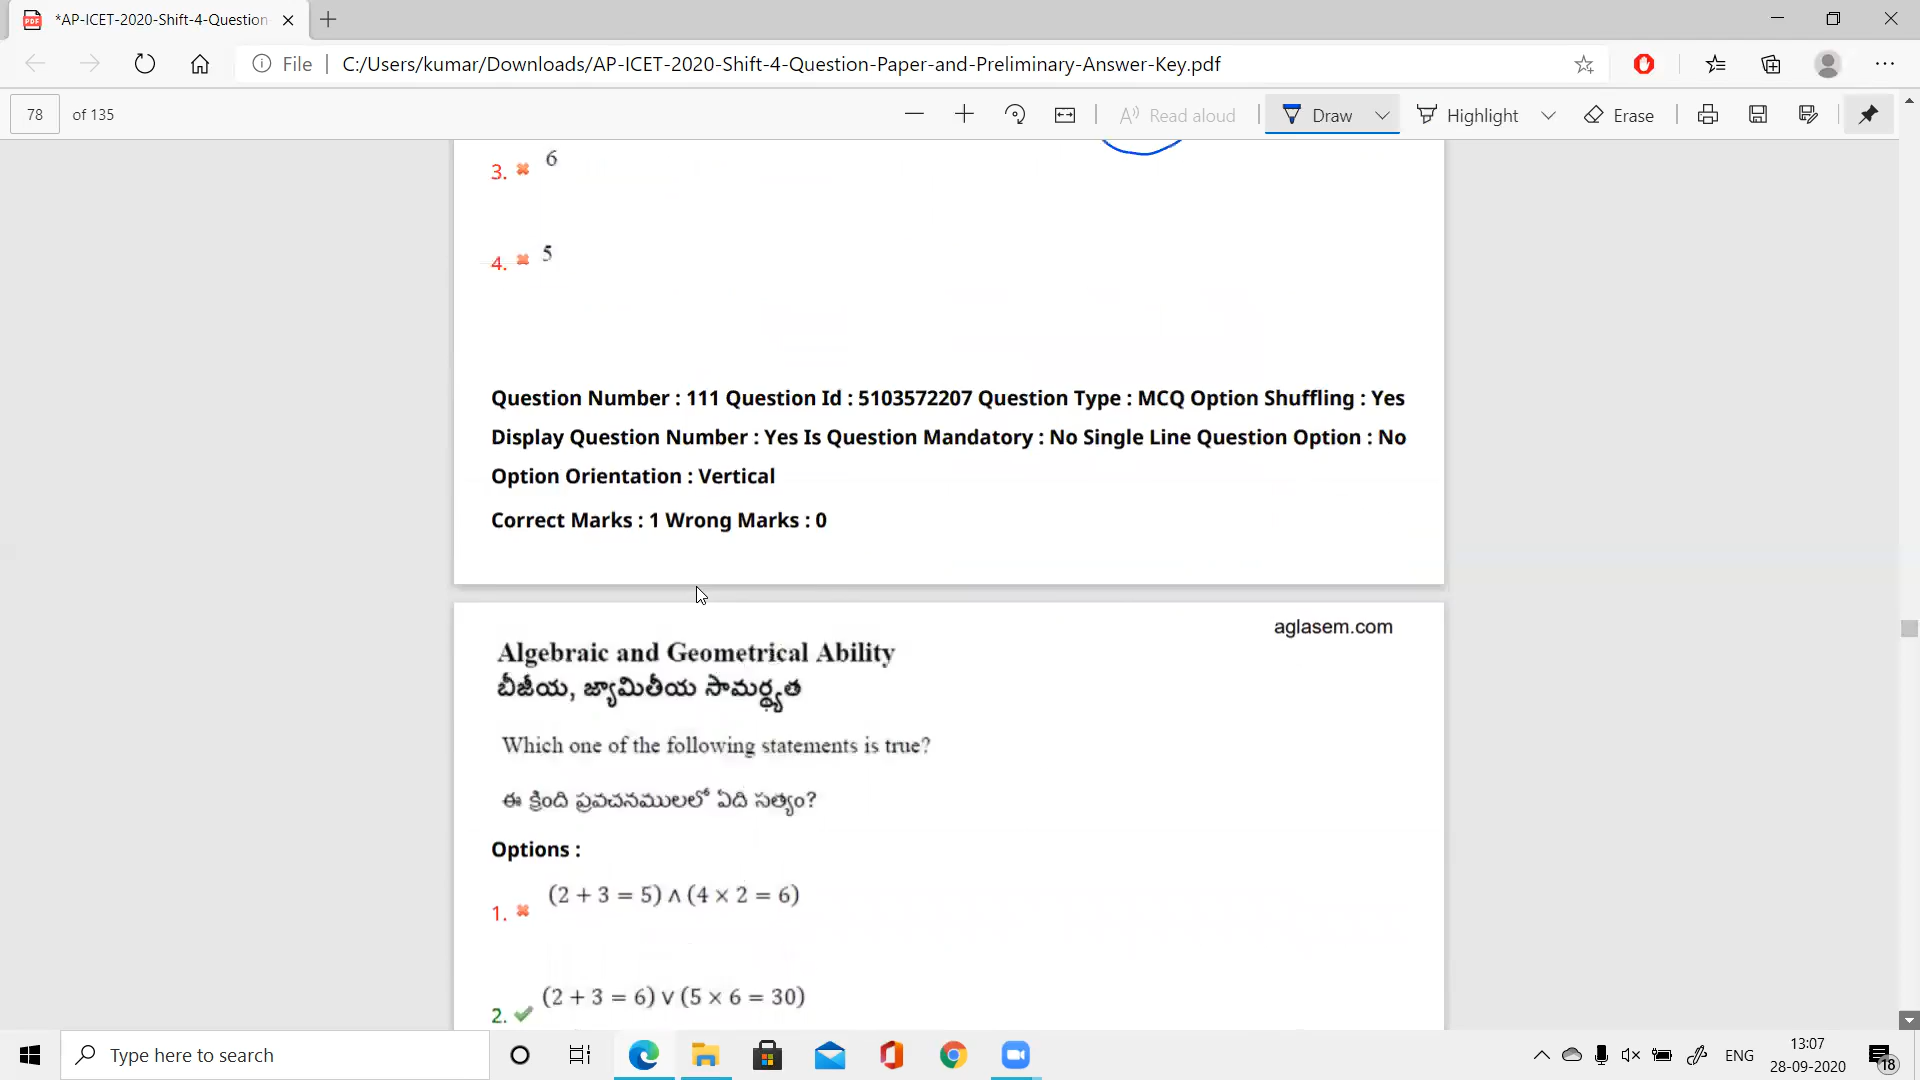 *AP-ICET-2020-Shift-4-Question
File
C:/Users/kumar/Downloads/AP-ICET-2020-Shift-4-Question-Paper-and-Preliminary-Answer-Key.pdf
78 of 135
Read aloud
Draw
Highlight
Erase
3. 6
4. 5
Question Number : 111 Question Id : 5103572207 Question Type : MCQ Option Shuffling : Yes
Display Question Number : Yes Is Question Mandatory : No Single Line Question Option : No
Option Orientation : Vertical
Correct Marks : 1 Wrong Marks : 0
aglasem.com
Algebraic and Geometrical Ability
బీజీయ, జ్యామితీయ సామర్థ్యత
Which one of the following statements is true?
ఈ క్రింది ప్రవచనములలో ఏది సత్యం?
Options :
1. (2 + 3 = 5) ∧ (4 × 2 = 6)
2. (2 + 3 = 6) ∨ (5 × 6 = 30)
Type here to search
ENG
13:07
28-09-2020
18